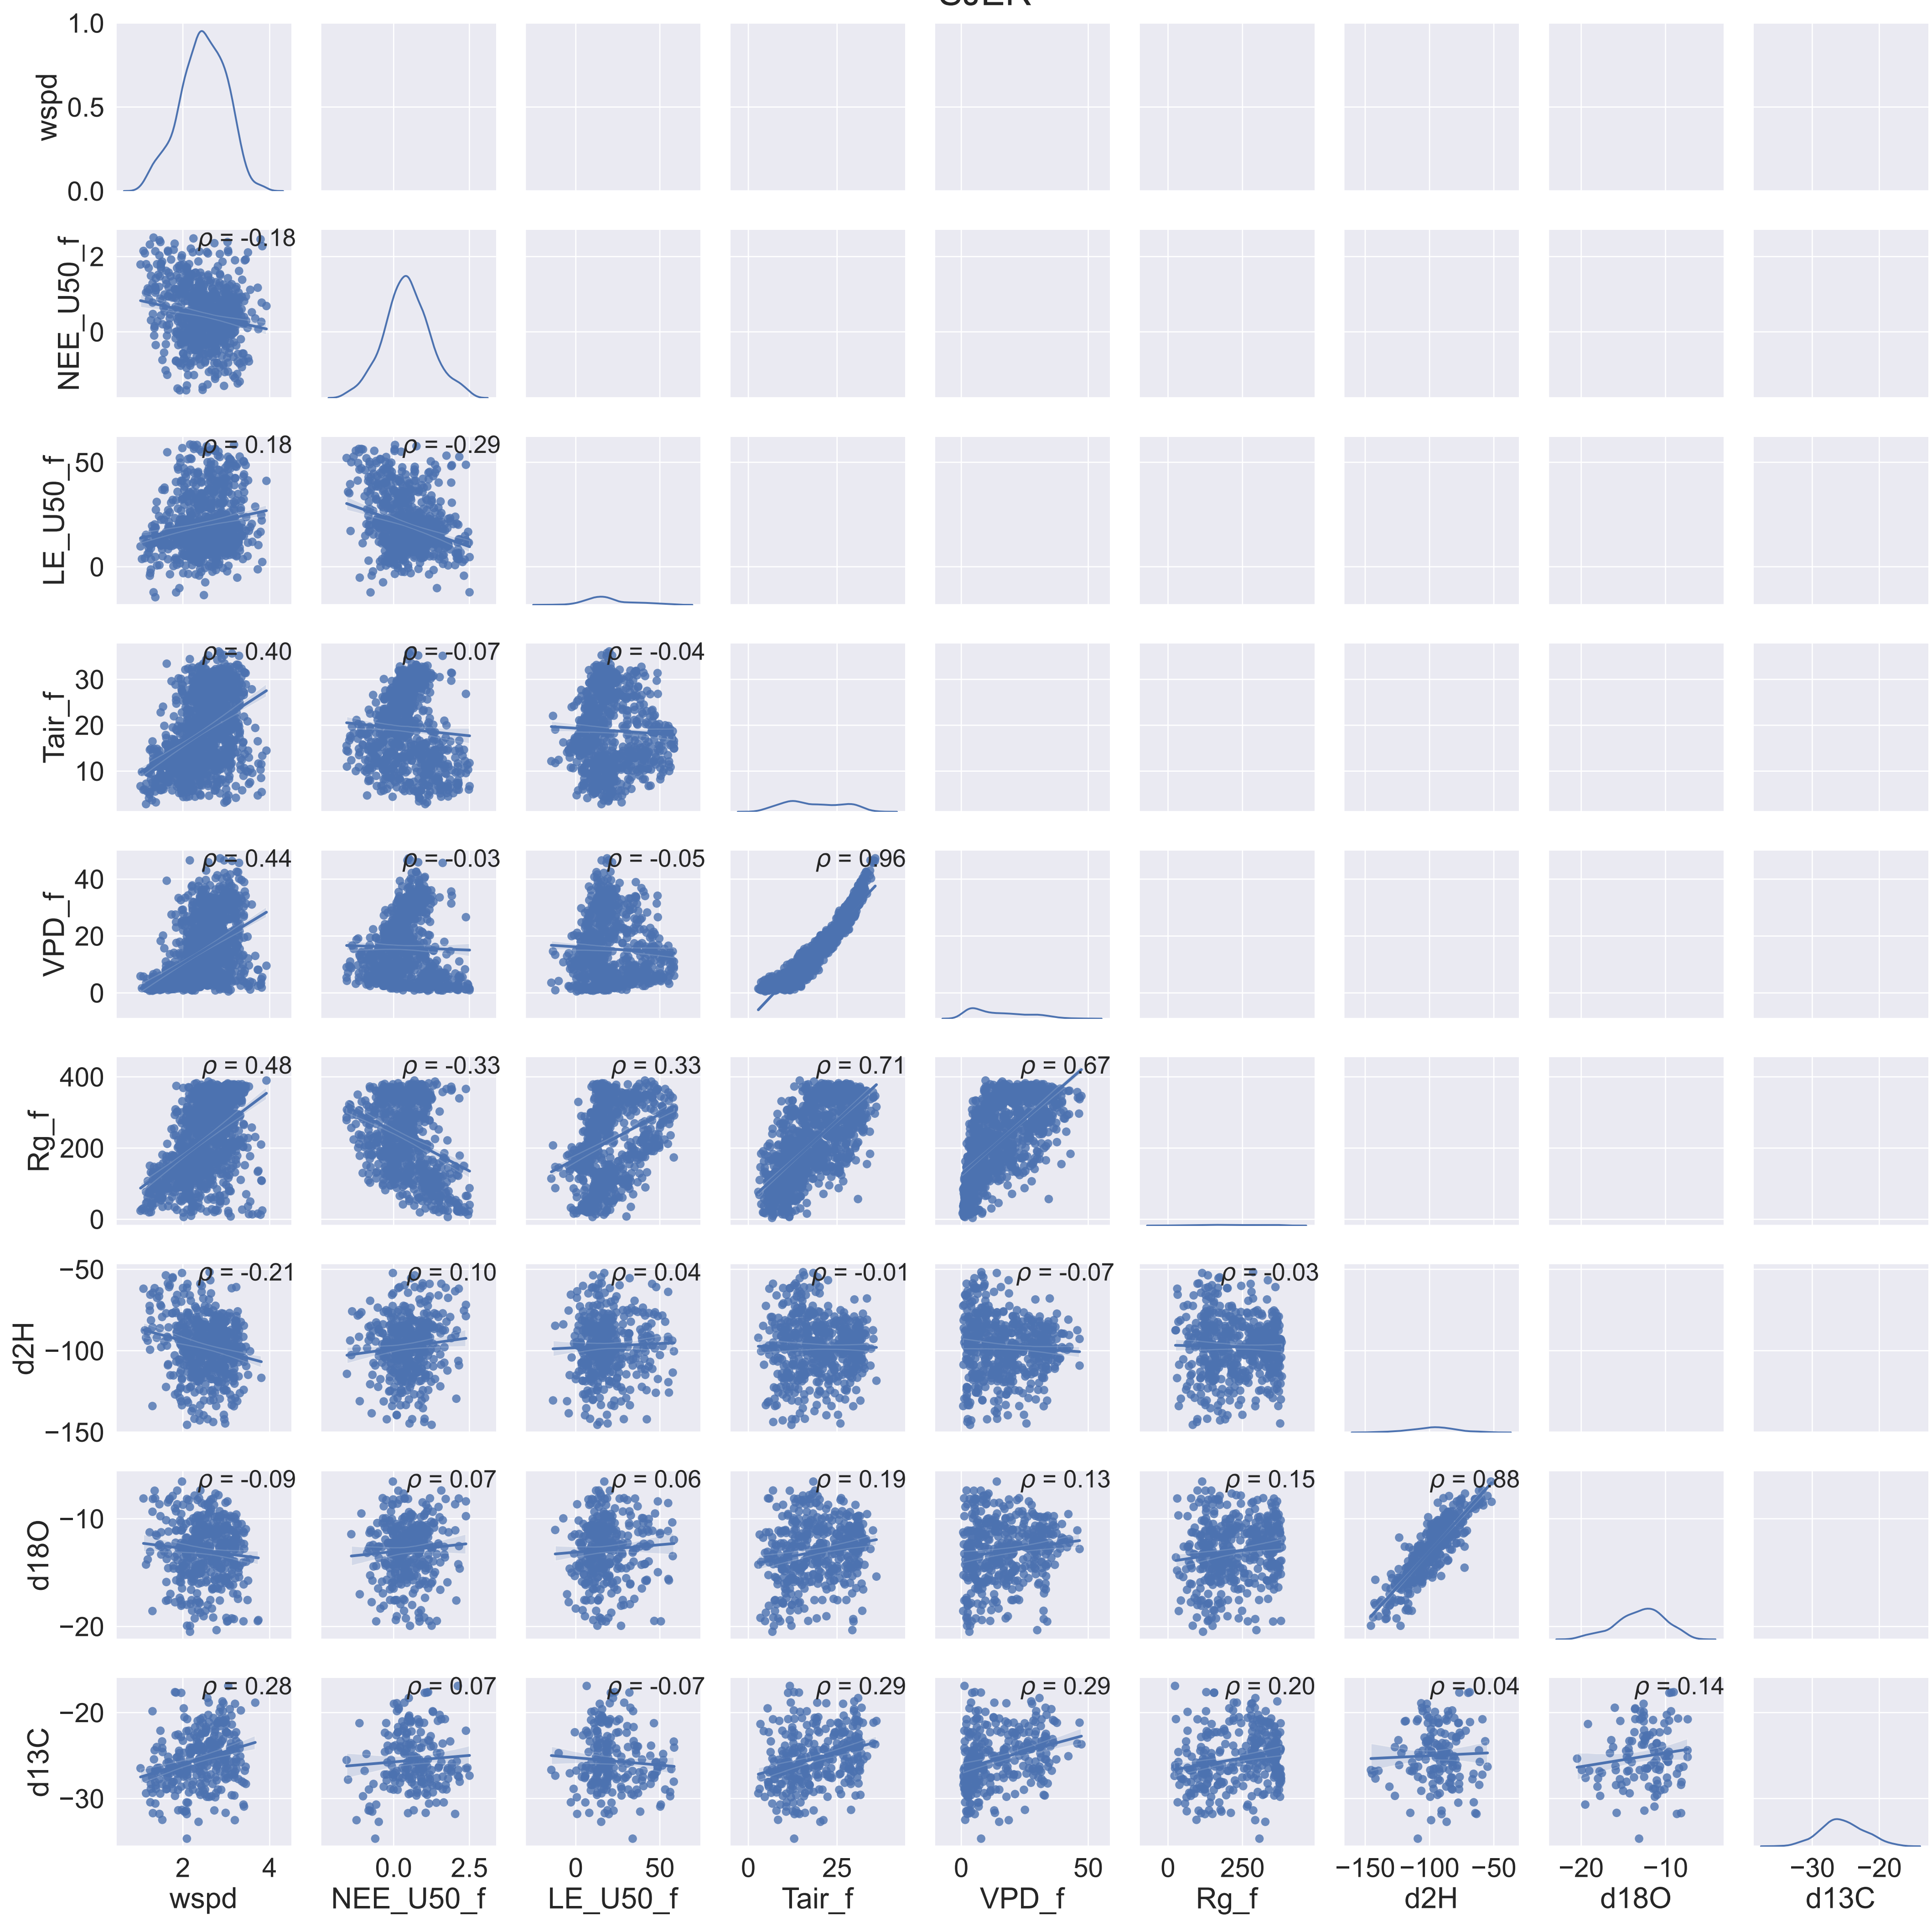 SJER
1.0
0.5
0.0
wspd
ρ = -0.18
2
0
NEE_U50_f
ρ = 0.18
ρ = -0.29
50
0
LE_U50_f
ρ = 0.40
ρ = -0.07
ρ = -0.04
30
20
10
Tair_f
ρ = 0.44
ρ = -0.03
ρ = -0.05
ρ = 0.96
40
20
0
VPD_f
ρ = 0.48
ρ = -0.33
ρ = 0.33
ρ = 0.71
ρ = 0.67
400
200
0
Rg_f
ρ = -0.21
ρ = 0.10
ρ = 0.04
ρ = -0.01
ρ = -0.07
ρ = -0.03
−50
−100
−150
d2H
ρ = -0.09
ρ = 0.07
ρ = 0.06
ρ = 0.19
ρ = 0.13
ρ = 0.15
ρ = 0.88
−10
−20
d18O
ρ = 0.28
ρ = 0.07
ρ = -0.07
ρ = 0.29
ρ = 0.29
ρ = 0.20
ρ = 0.04
ρ = 0.14
−20
−30
d13C
2 4
0.0 2.5
0 50
0 25
0 50
0 250
−150 −100 −50
−20 −10
−30 −20
wspd
NEE_U50_f
LE_U50_f
Tair_f
VPD_f
Rg_f
d2H
d18O
d13C